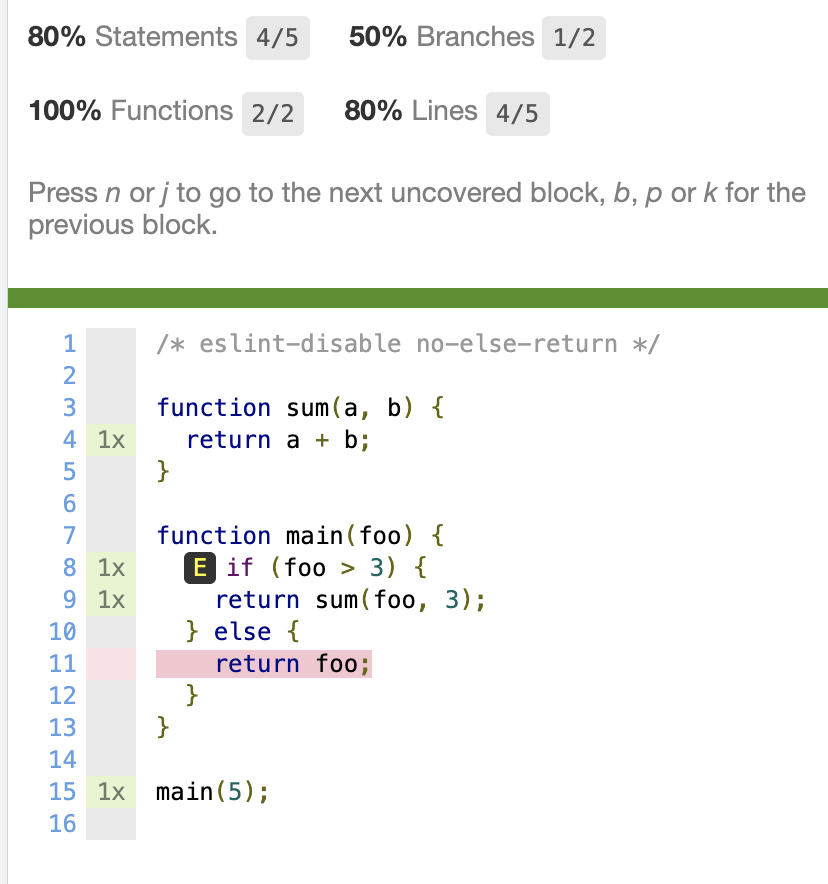 80% Statements 4/5 50% Branches 1/2
100% Functions 2/2 80% Lines 4/5
Press n or j to go to the next uncovered block, b, p or k for the
previous block.
1 /* eslint-disable no-else-return */
2
3 function sum(a, b) {
4 1x   return a + b;
5 }
6
7 function main(foo) {
8 1x   E if (foo > 3) {
9 1x     return sum(foo, 3);
10   } else {
11     return foo;
12   }
13 }
14
15 1x main(5);
16